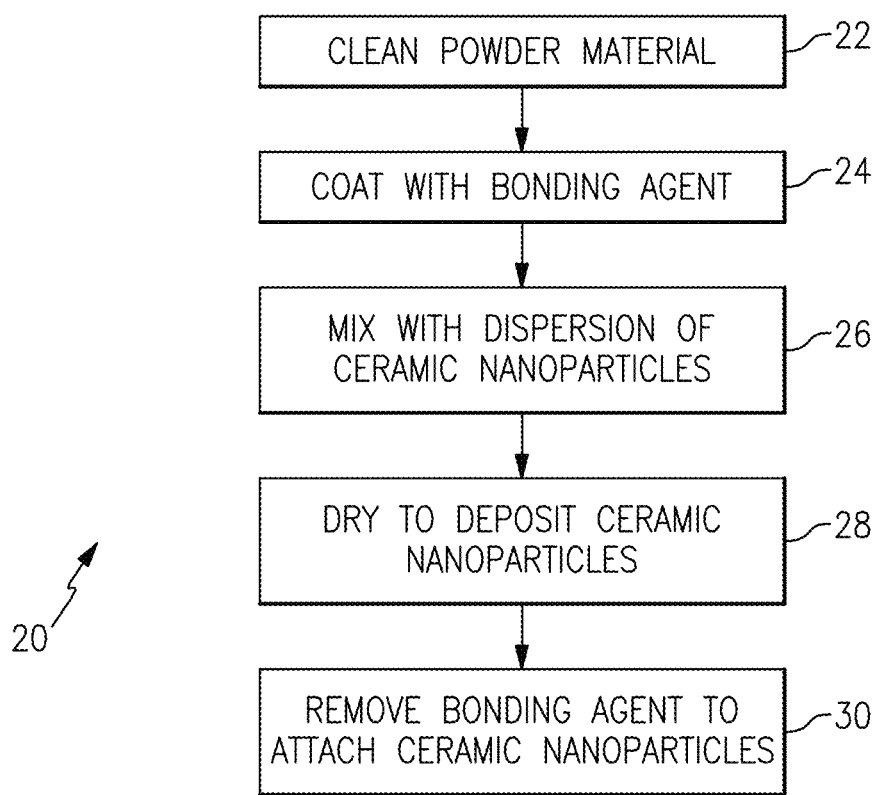 CLEAN POWDER MATERIAL
22
COAT WITH BONDING AGENT
24
MIX WITH DISPERSION OF
CERAMIC NANOPARTICLES
26
DRY TO DEPOSIT CERAMIC
NANOPARTICLES
28
20
REMOVE BONDING AGENT TO
ATTACH CERAMIC NANOPARTICLES
30